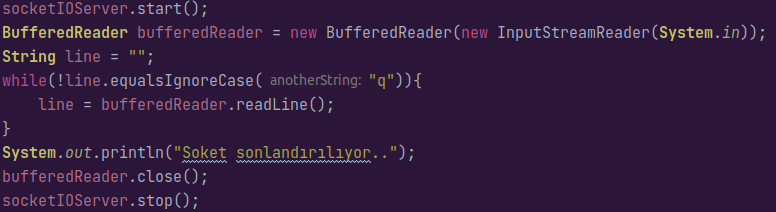 socketIOServer.start();
BufferedReader bufferedReader = new BufferedReader(new InputStreamReader(System.in));
String line = "";
while(!line.equalsIgnoreCase( anotherString: "q")){
    line = bufferedReader.readLine();
}
System.out.println("Soket sonlandırılıyor..");
bufferedReader.close();
socketIOServer.stop();